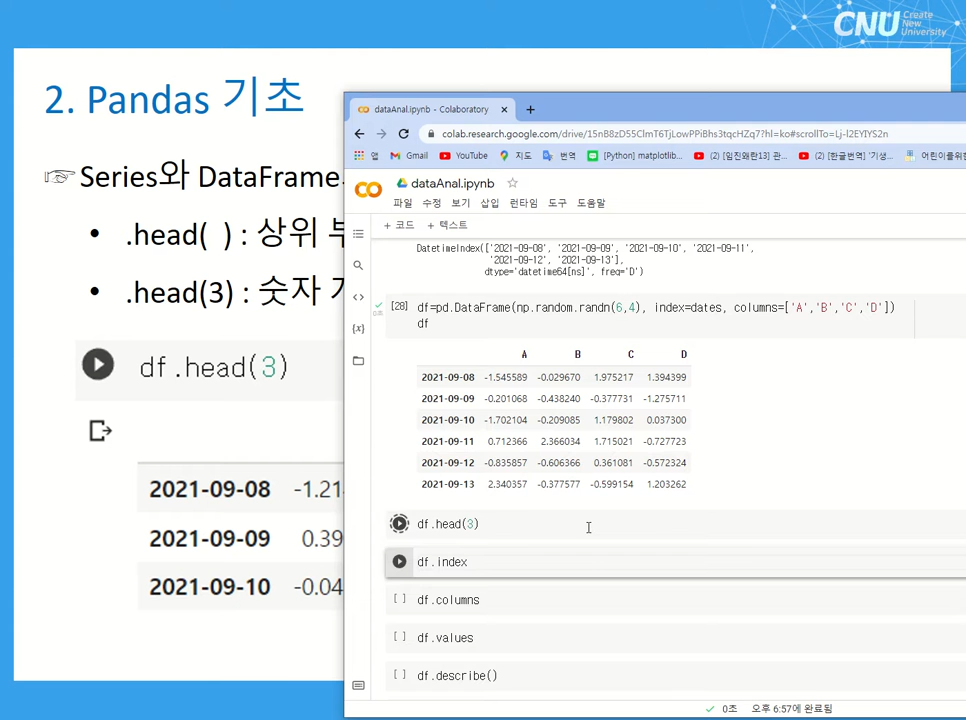 CNU Create New University
2. Pandas 기초
☞Series와 DataFrame
• .head( ) : 상위
• .head(3) : 숫자
df.head(3)
2021-09-08 -1.21
2021-09-09 0.39
2021-09-10 -0.04
dataAnal.ipynb - Colaboratory
colab.research.google.com/drive/15nB8zD55ClmT6TjLowPPiBhs3tqcHZq7?hl=ko#scrollTo=Lj-l2EYIYS2n
앱 Gmail YouTube 지도 번역 [Python] matplotlib... (2) [임진왜란13] 관... (2) [한글번역] '기생... 어린이를위한
CO dataAnal.ipynb
파일 수정 보기 삽입 런타임 도구 도움말
+ 코드 + 텍스트
DatetimeIndex(['2021-09-08', '2021-09-09', '2021-09-10', '2021-09-11',
'2021-09-12', '2021-09-13'],
dtype='datetime64[ns]', freq='D')
[28] df=pd.DataFrame(np.random.randn(6,4), index=dates, columns=['A','B','C','D'])
0초
df
A B C D
2021-09-08 -1.545589 -0.029670 1.975217 1.394399
2021-09-09 -0.201068 -0.438240 -0.377731 -1.275711
2021-09-10 -1.702104 -0.209085 1.179802 0.037300
2021-09-11 0.712366 2.366034 1.715021 -0.727723
2021-09-12 -0.835857 -0.606366 0.361081 -0.572324
2021-09-13 2.340357 -0.377577 -0.599154 1.203262
df.head(3)
df.index
[ ] df.columns
[ ] df.values
[ ] df.describe()
0초 오후 6:57에 완료됨